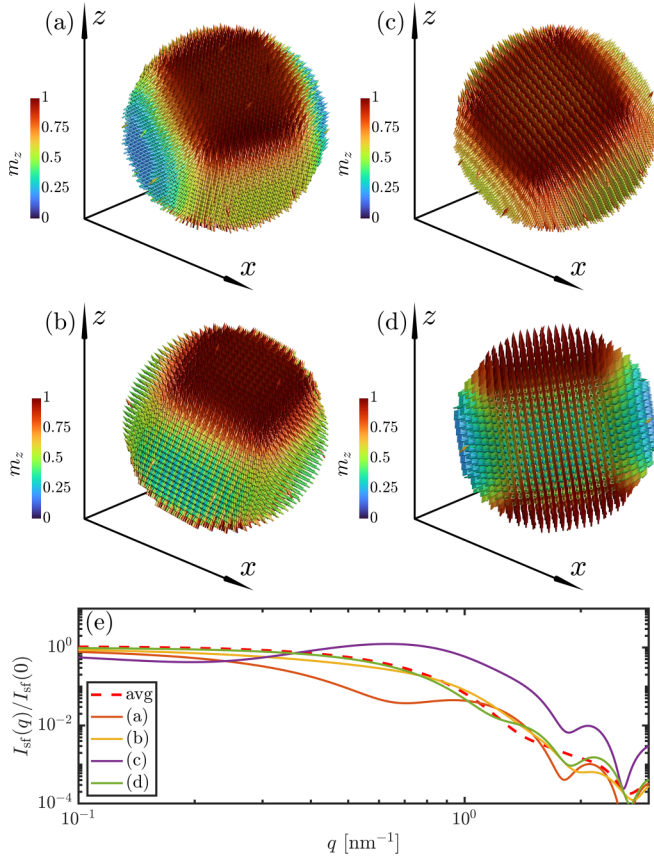 (a)
z
1
0.75
0.5
0.25
0
m_z
x
(c)
z
1
0.75
0.5
0.25
0
m_z
x
(b)
z
1
0.75
0.5
0.25
0
m_z
x
(d)
z
1
0.75
0.5
0.25
0
m_z
x
(e)
I_sf(q)/I_sf(0)
10^0
10^-2
10^-4
avg
(a)
(b)
(c)
(d)
10^-1
10^0
q [nm^-1]